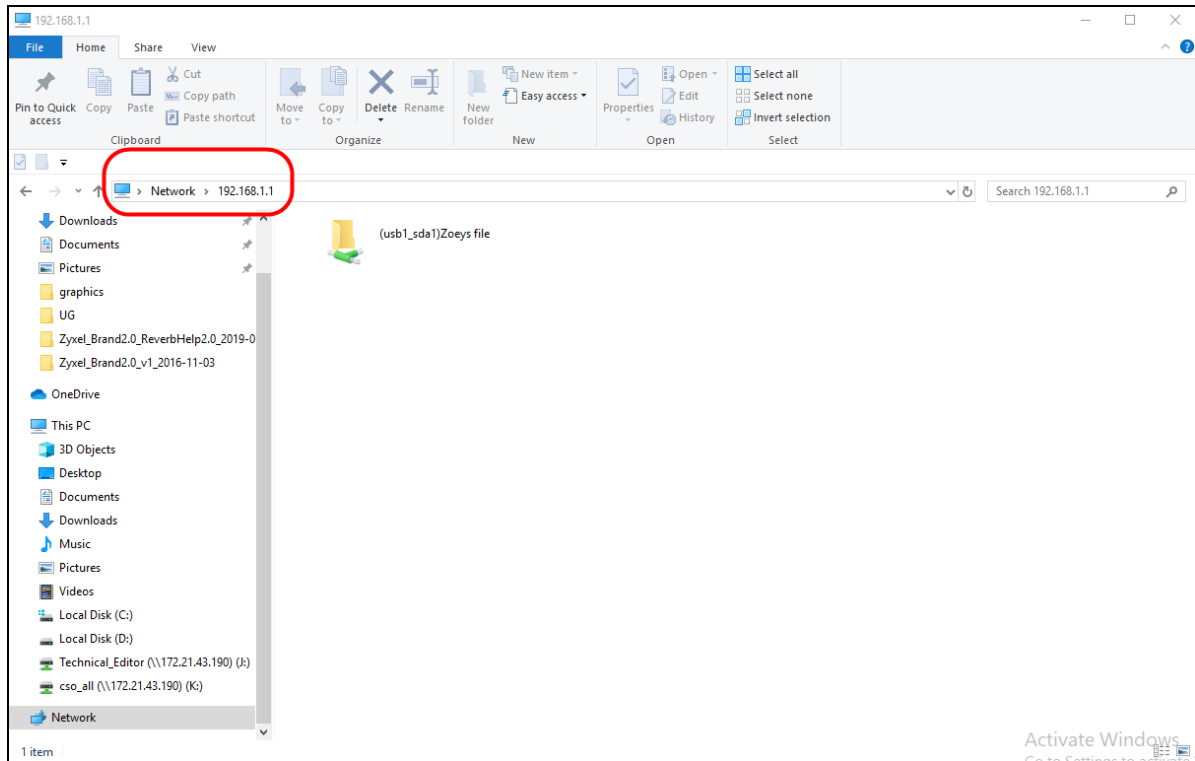 192.168.1.1
File Home Share View
Pin to Quick access
Copy
Paste
Cut
Copy path
Paste shortcut
Clipboard
Move to
Copy to
Delete
Rename
Organize
New folder
New item
Easy access
New
Properties
Open
Edit
History
Open
Select all
Select none
Invert selection
Select
Network 192.168.1.1
Search 192.168.1.1
Downloads
Documents
Pictures
graphics
UG
Zyxel_Brand2.0_ReverbHelp2.0_2019-0
Zyxel_Brand2.0_v1_2016-11-03
OneDrive
This PC
3D Objects
Desktop
Documents
Downloads
Music
Pictures
Videos
Local Disk (C:)
Local Disk (D:)
Technical_Editor (\\172.21.43.190) (J:)
cso_all (\\172.21.43.190) (K:)
Network
(usb1_sda1)Zoeys file
1 item
Activate Windows
Go to Settings to activate